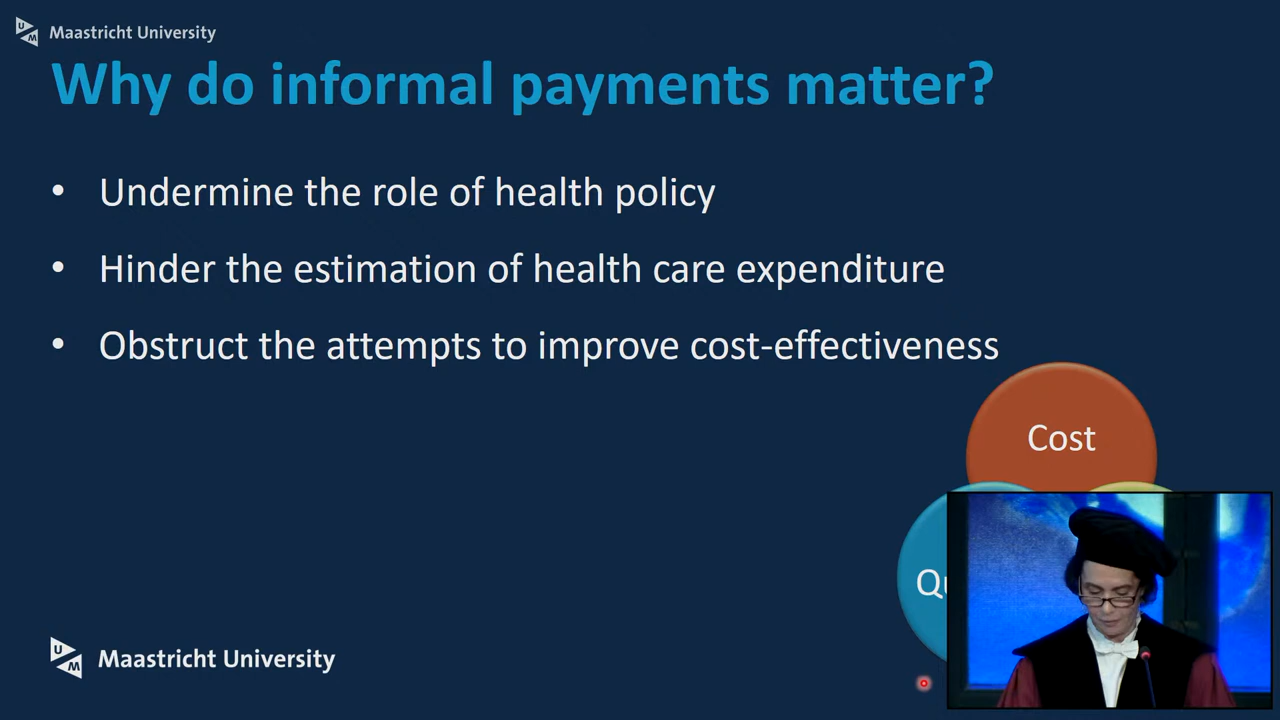 Maastricht University
Why do informal payments matter?
• Undermine the role of health policy
• Hinder the estimation of health care expenditure
• Obstruct the attempts to improve cost-effectiveness
Cost
Maastricht University